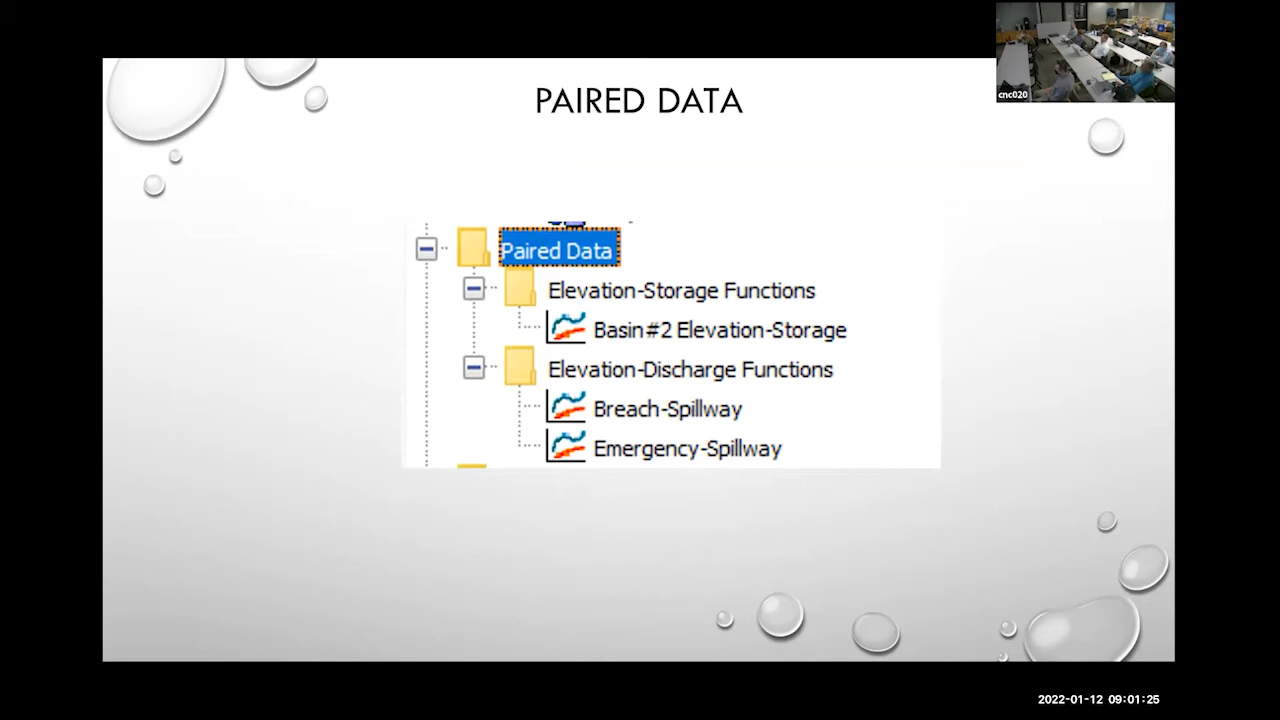 PAIRED DATA
cnc020
Paired Data
Elevation-Storage Functions
Basin#2 Elevation-Storage
Elevation-Discharge Functions
Breach-Spillway
Emergency-Spillway
2022-01-12 09:01:25